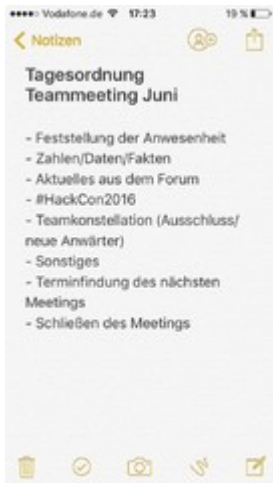 Vodafone.de 17:23 19 %
Notizen
Tagesordnung
Teammeeting Juni
- Feststellung der Anwesenheit
- Zahlen/Daten/Fakten
- Aktuelles aus dem Forum
- #HackCon2016
- Teamkonstellation (Ausschluss/
neue Anwärter)
- Sonstiges
- Terminfindung des nächsten
Meetings
- Schließen des Meetings